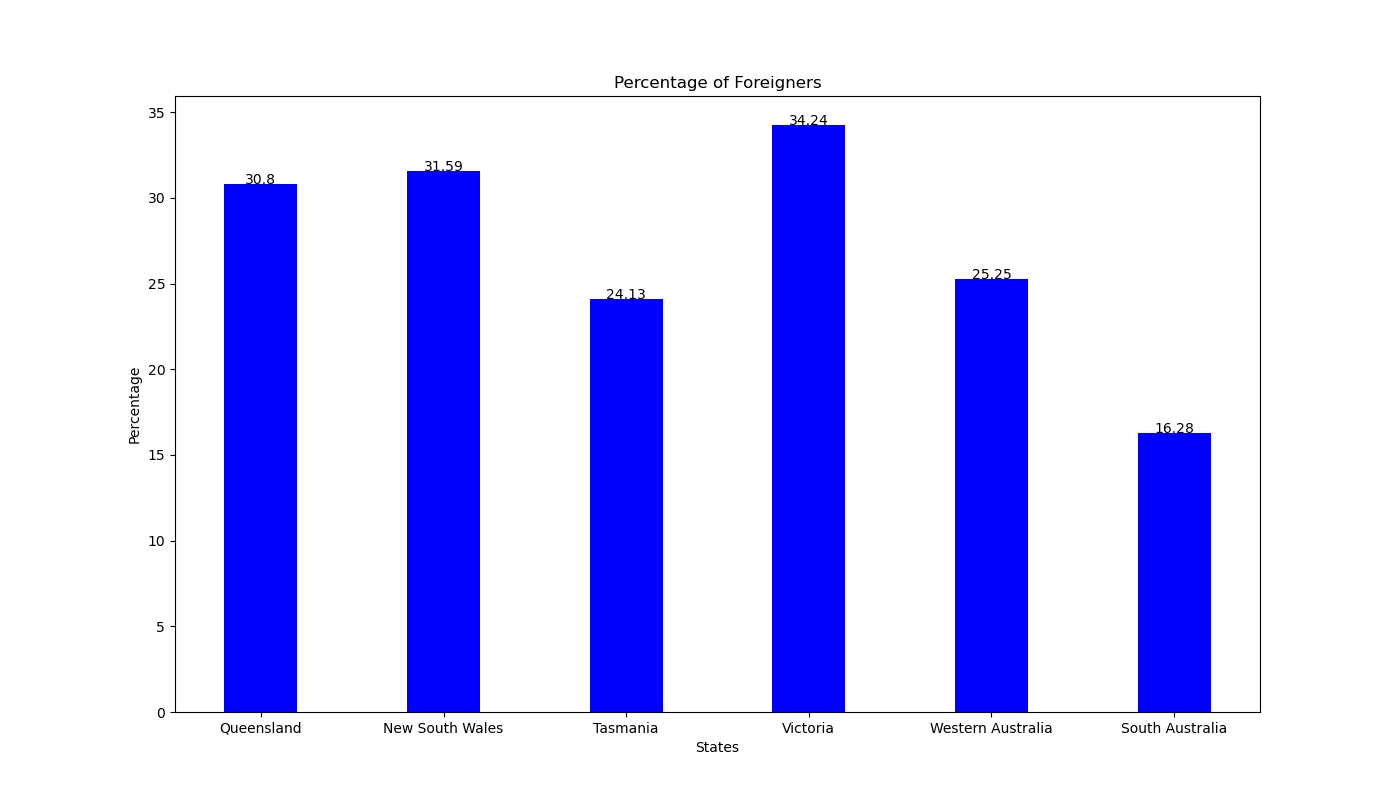 Percentage of Foreigners
35
30
25
20
15
10
5
0
Percentage
30.8
31.59
24.13
34.24
25.25
16.28
Queensland
New South Wales
Tasmania
Victoria
Western Australia
South Australia
States